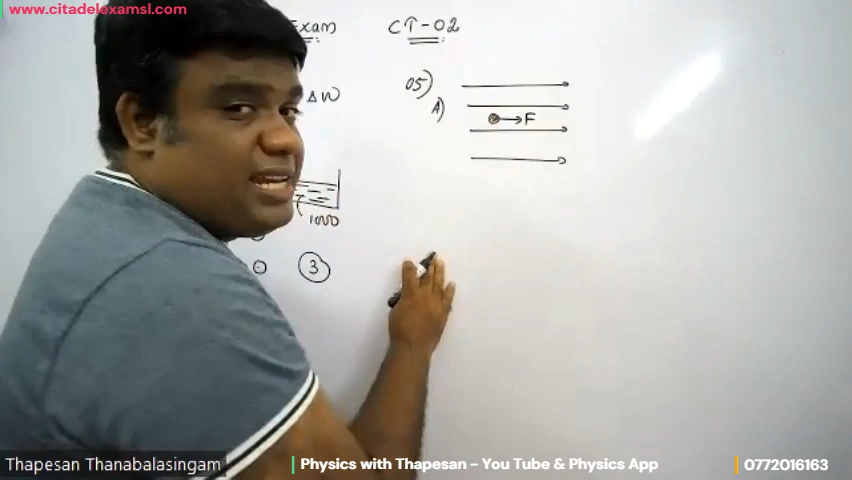 www.citadelexamsl.com
Exam
CT-02
ΔW
05)
A)
F
1000
3
Thapesan Thanabalasingam
Physics with Thapesan - You Tube & Physics App
0772016163